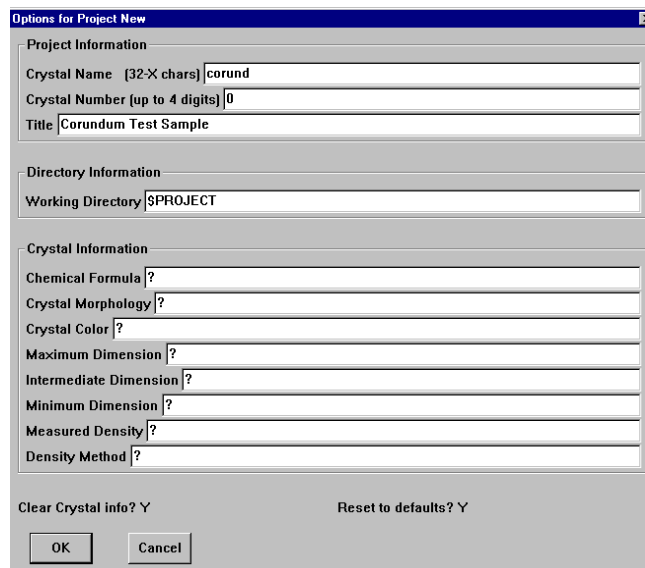 Options for Project New
Project Information
Crystal Name (32-X chars) corund
Crystal Number (up to 4 digits) 0
Title Corundum Test Sample
Directory Information
Working Directory $PROJECT
Crystal Information
Chemical Formula ?
Crystal Morphology ?
Crystal Color ?
Maximum Dimension ?
Intermediate Dimension ?
Minimum Dimension ?
Measured Density ?
Density Method ?
Clear Crystal info? Y Reset to defaults? Y
OK Cancel